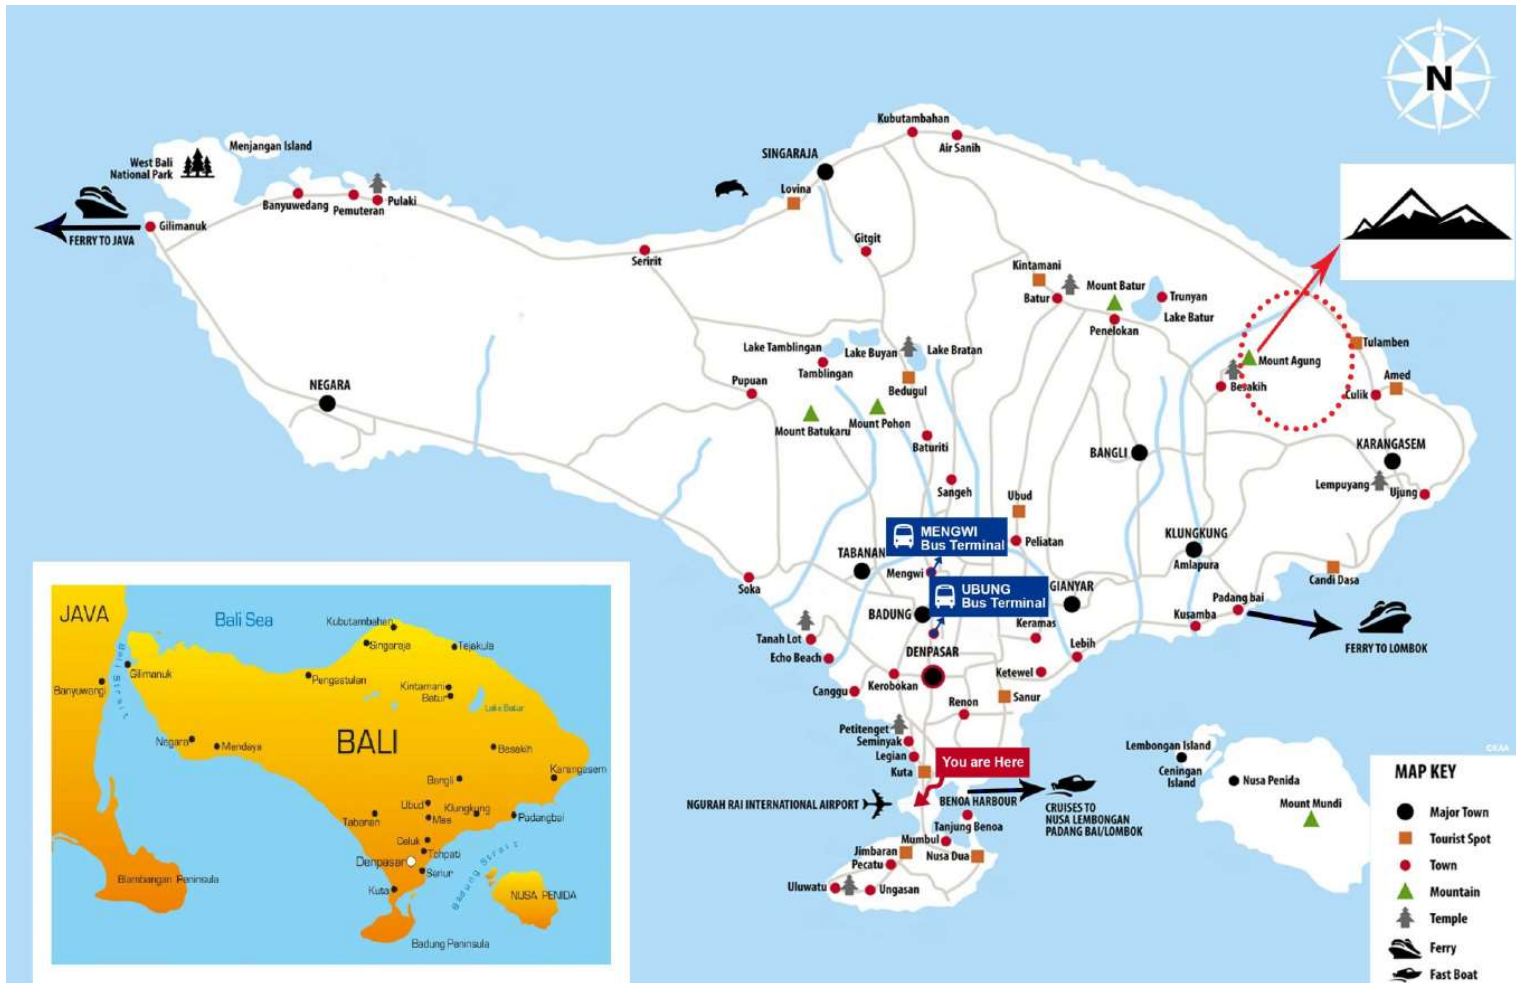 N
Kubutambahan
Air Sanih
SINGARAJA
Menjangan Island
West Bali
National Park
Lovina
Banyuwedang
Pemuteran
Pulaki
Gilimanuk
FERRY TO JAVA
Gitgit
Seririt
Kintamani
Batur
Mount Batur
Trunyan
Lake Batur
Penelokan
Lake Tamblingan
Tamblingan
Lake Buyan
Lake Bratan
Bedugul
Tulamben
Mount Agung
Besakih
Amed
Culik
NEGARA
Pupuan
Mount Batukaru
Mount Pohon
Baturiti
BANGLI
KARANGASEM
Lempuyang
Ujung
Sangeh
Ubud
MENGWI
Bus Terminal
Peliatan
KLUNGKUNG
Amlapura
TABANAN
Mengwi
Soka
UBUNG
Bus Terminal
GIANYAR
Candi Dasa
Padang bai
Kusamba
BADUNG
Keramas
Lebih
FERRY TO LOMBOK
Tanah Lot
Echo Beach
DENPASAR
Ketewel
Kerobokan
Canggu
Sanur
Renon
Petitenget
Seminyak
Legian
Kuta
You are Here
NGURAH RAI INTERNATIONAL AIRPORT
BENOA HARBOUR
CRUISES TO
NUSA LEMBONGAN
PADANG BAI/LOMBOK
Tanjung Benoa
Mumbul
Jimbaran
Nusa Dua
Pecatu
Uluwatu
Ungasan
Lembongan Island
Ceningan
Island
Nusa Penida
Mount Mundi
©KAA
MAP KEY
Major Town
Tourist Spot
Town
Mountain
Temple
Ferry
Fast Boat
JAVA
Bali Sea
Kubutambahan
Singaraja
Tejakula
Bali Strait
Gilimanuk
Banyuwangi
Pengastulan
Kintamani
Batur
Lake Batur
Negara
Mendaya
BALI
Besakih
Karangasem
Bangli
Ubud
Klungkung
Mas
Padangbai
Tabanan
Celuk
Tohpati
Denpasar
Sanur
Kuta
Badung Strait
Blambangan Peninsula
NUSA PENIDA
Badung Peninsula